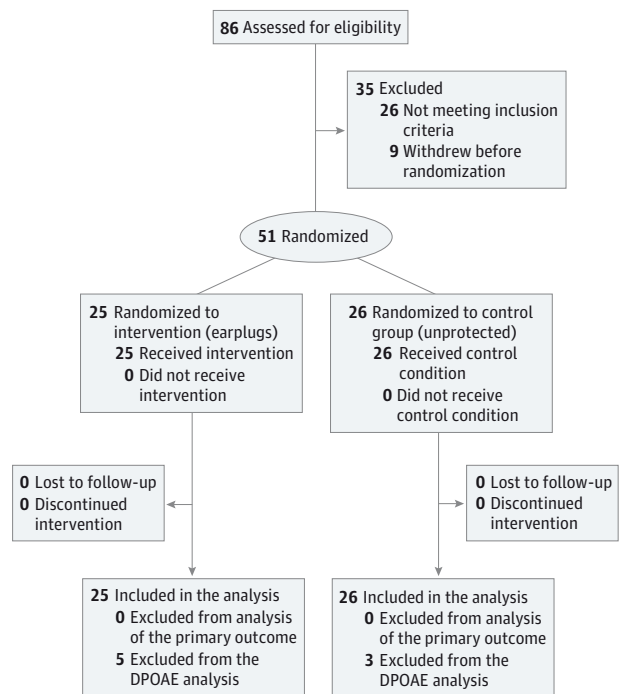 86 Assessed for eligibility
35 Excluded
26 Not meeting inclusion
criteria
9 Withdrew before
randomization
51 Randomized
25 Randomized to
intervention (earplugs)
25 Received intervention
0 Did not receive
intervention
26 Randomized to control
group (unprotected)
26 Received control
condition
0 Did not receive
control condition
0 Lost to follow-up
0 Discontinued
intervention
0 Lost to follow-up
0 Discontinued
intervention
25 Included in the analysis
0 Excluded from analysis
of the primary outcome
5 Excluded from the
DPOAE analysis
26 Included in the analysis
0 Excluded from analysis
of the primary outcome
3 Excluded from the
DPOAE analysis